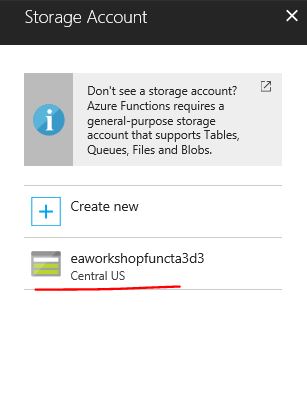 Storage Account
Don't see a storage account?
Azure Functions requires a
general-purpose storage
account that supports Tables,
Queues, Files and Blobs.
Create new
eaworkshopfuncta3d3
Central US